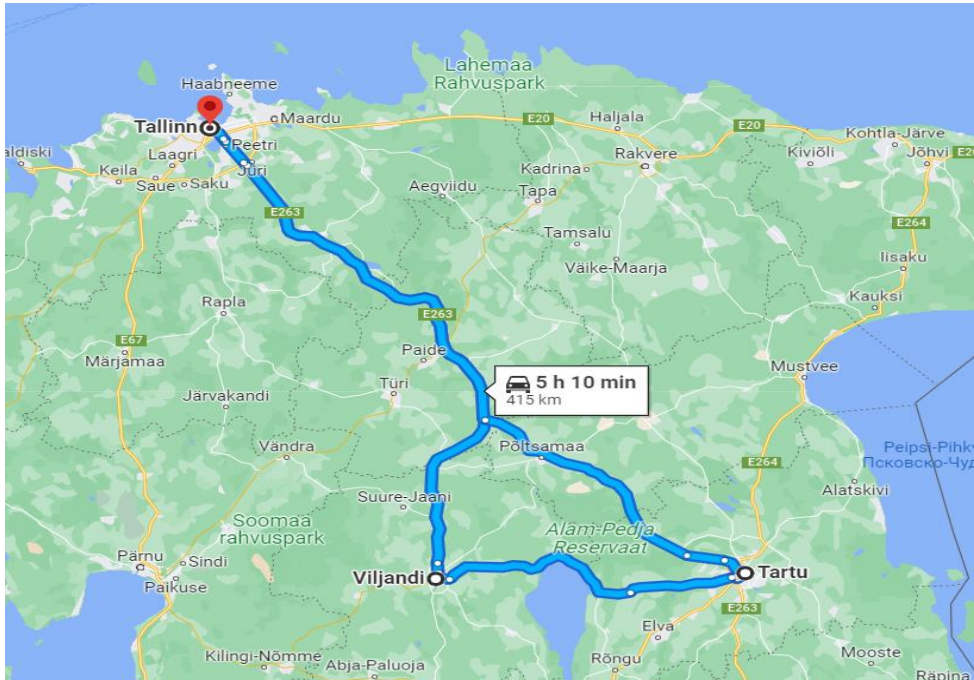 Lahemaa
Rahvuspark
Haabneeme
Tallinn
Maardu
E20
Haljala
E20
Kohtla-Järve
Peetri
Laagri
Jüri
aldiski
Keila
Saue
Saku
Kadrina
Rakvere
Kiviõli
Jõhvi
E20
Aegviidu
Tapa
E263
E264
Tamsalu
Väike-Maarja
Iisaku
Rapla
Kauksi
E263
E67
Märjamaa
Paide
Mustvee
Türi
5 h 10 min
415 km
Järvakandi
Vändra
Põltsamaa
E264
Peipsi-Pihkv
Псковско-Чуд
Suure-Jaani
Alatskivi
Soomaa
rahvuspark
Alam-Pedja
Reservaat
Pärnu
Sindi
Paikuse
Viljandi
Tartu
E263
Elva
Kilingi-Nõmme
Abja-Paluoja
Rõngu
Mooste
Räpina